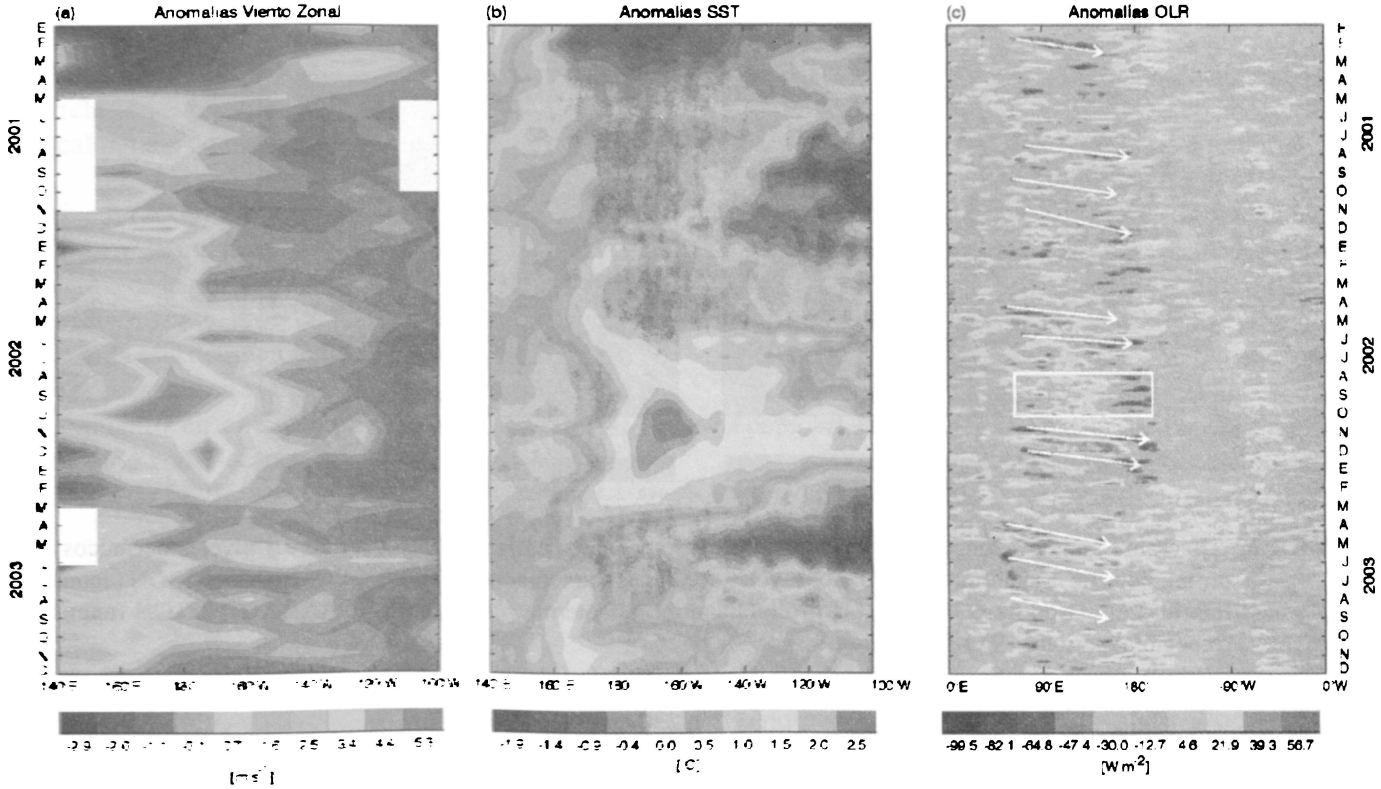 (a) Anomalias Viento Zonal
(b) Anomalias SST
(c) Anomalías OLR
E
F
M
A
M
A
S
O
E
F
M
A
M
A
S
E
F
M
A
M
A
S
2001
2002
2003
M
A
M
J
J
A
S
O
N
D
E
F
M
A
M
J
J
A
S
O
N
D
E
F
M
A
M
J
J
A
S
O
N
D
2001
2002
2003
140 E 160 E 180 160 W 140 W 120 W 100 W
140 E 160 E 180 160 W 140 W 120 W 100 W
0°E 90°E 180° -90°W 0°W
-2.9 -2.0 2.5 3.4 4.4
-1.9 -1.4 -0.9 -0.4 0.0 0.5 1.0 1.5 2.0 2.5
-99.5 -82.1 -64.8 -47.4 -30.0 -12.7 4.6 21.9 39.3 56.7
[m s⁻¹]
[C]
[W m⁻²]